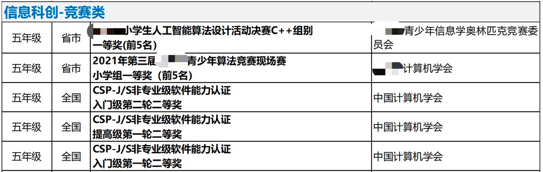 信息科创-竞赛类
五年级 省市 小学生人工智能算法设计活动决赛C++组别
一等奖(前5名) 青少年信息学奥林匹克竞赛委员会
五年级 省市 2021年第三届 青少年算法竞赛现场赛
小学组一等奖（前5名） 计算机学会
五年级 全国 CSP-J/S非专业级软件能力认证
入门级第二轮二等奖 中国计算机学会
五年级 全国 CSP-J/S非专业级软件能力认证
提高级第一轮二等奖 中国计算机学会
五年级 全国 CSP-J/S非专业级软件能力认证
入门级第一轮二等奖 中国计算机学会